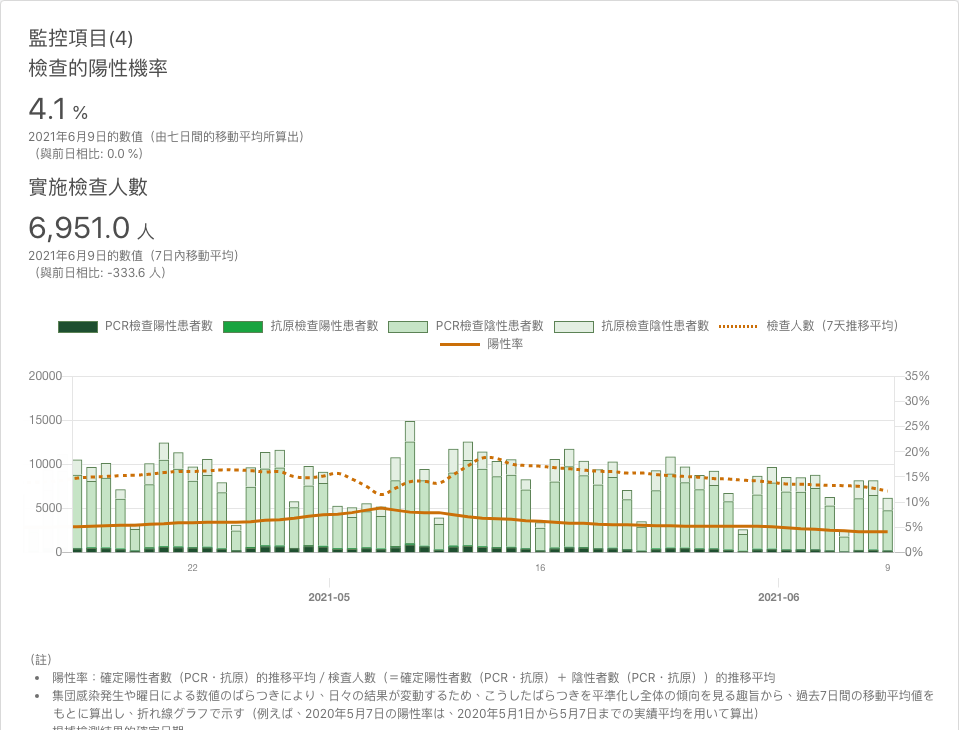 監控項目(4)
檢查的陽性機率
4.1 %
2021年6月9日的數值（由七日間的移動平均所算出）
（與前日相比: 0.0 %）
實施檢查人數
6,951.0 人
2021年6月9日的數值（7日內移動平均）
（與前日相比: -333.6 人）
PCR檢查陽性患者數 抗原檢查陽性患者數 PCR檢查陰性患者數 抗原檢查陰性患者數 檢查人數（7天推移平均）
陽性率
20000 35%
30%
15000 25%
20%
10000 15%
5000 10%
5%
0 0%
22 16 9
2021-05 2021-06
（註）
• 陽性率：確定陽性者數（PCR・抗原）的推移平均 / 検査人數（＝確定陽性者數（PCR・抗原）＋ 陰性者數（PCR・抗原））的推移平均
• 集団感染発生や曜日による数値のばらつきにより、日々の結果が変動するため、こうしたばらつきを平準化し全体の傾向を見る趣旨から、過去7日間の移動平均値を
もとに算出し、折れ線グラフで示す（例えば、2020年5月7日の陽性率は、2020年5月1日から5月7日までの実績平均を用いて算出）